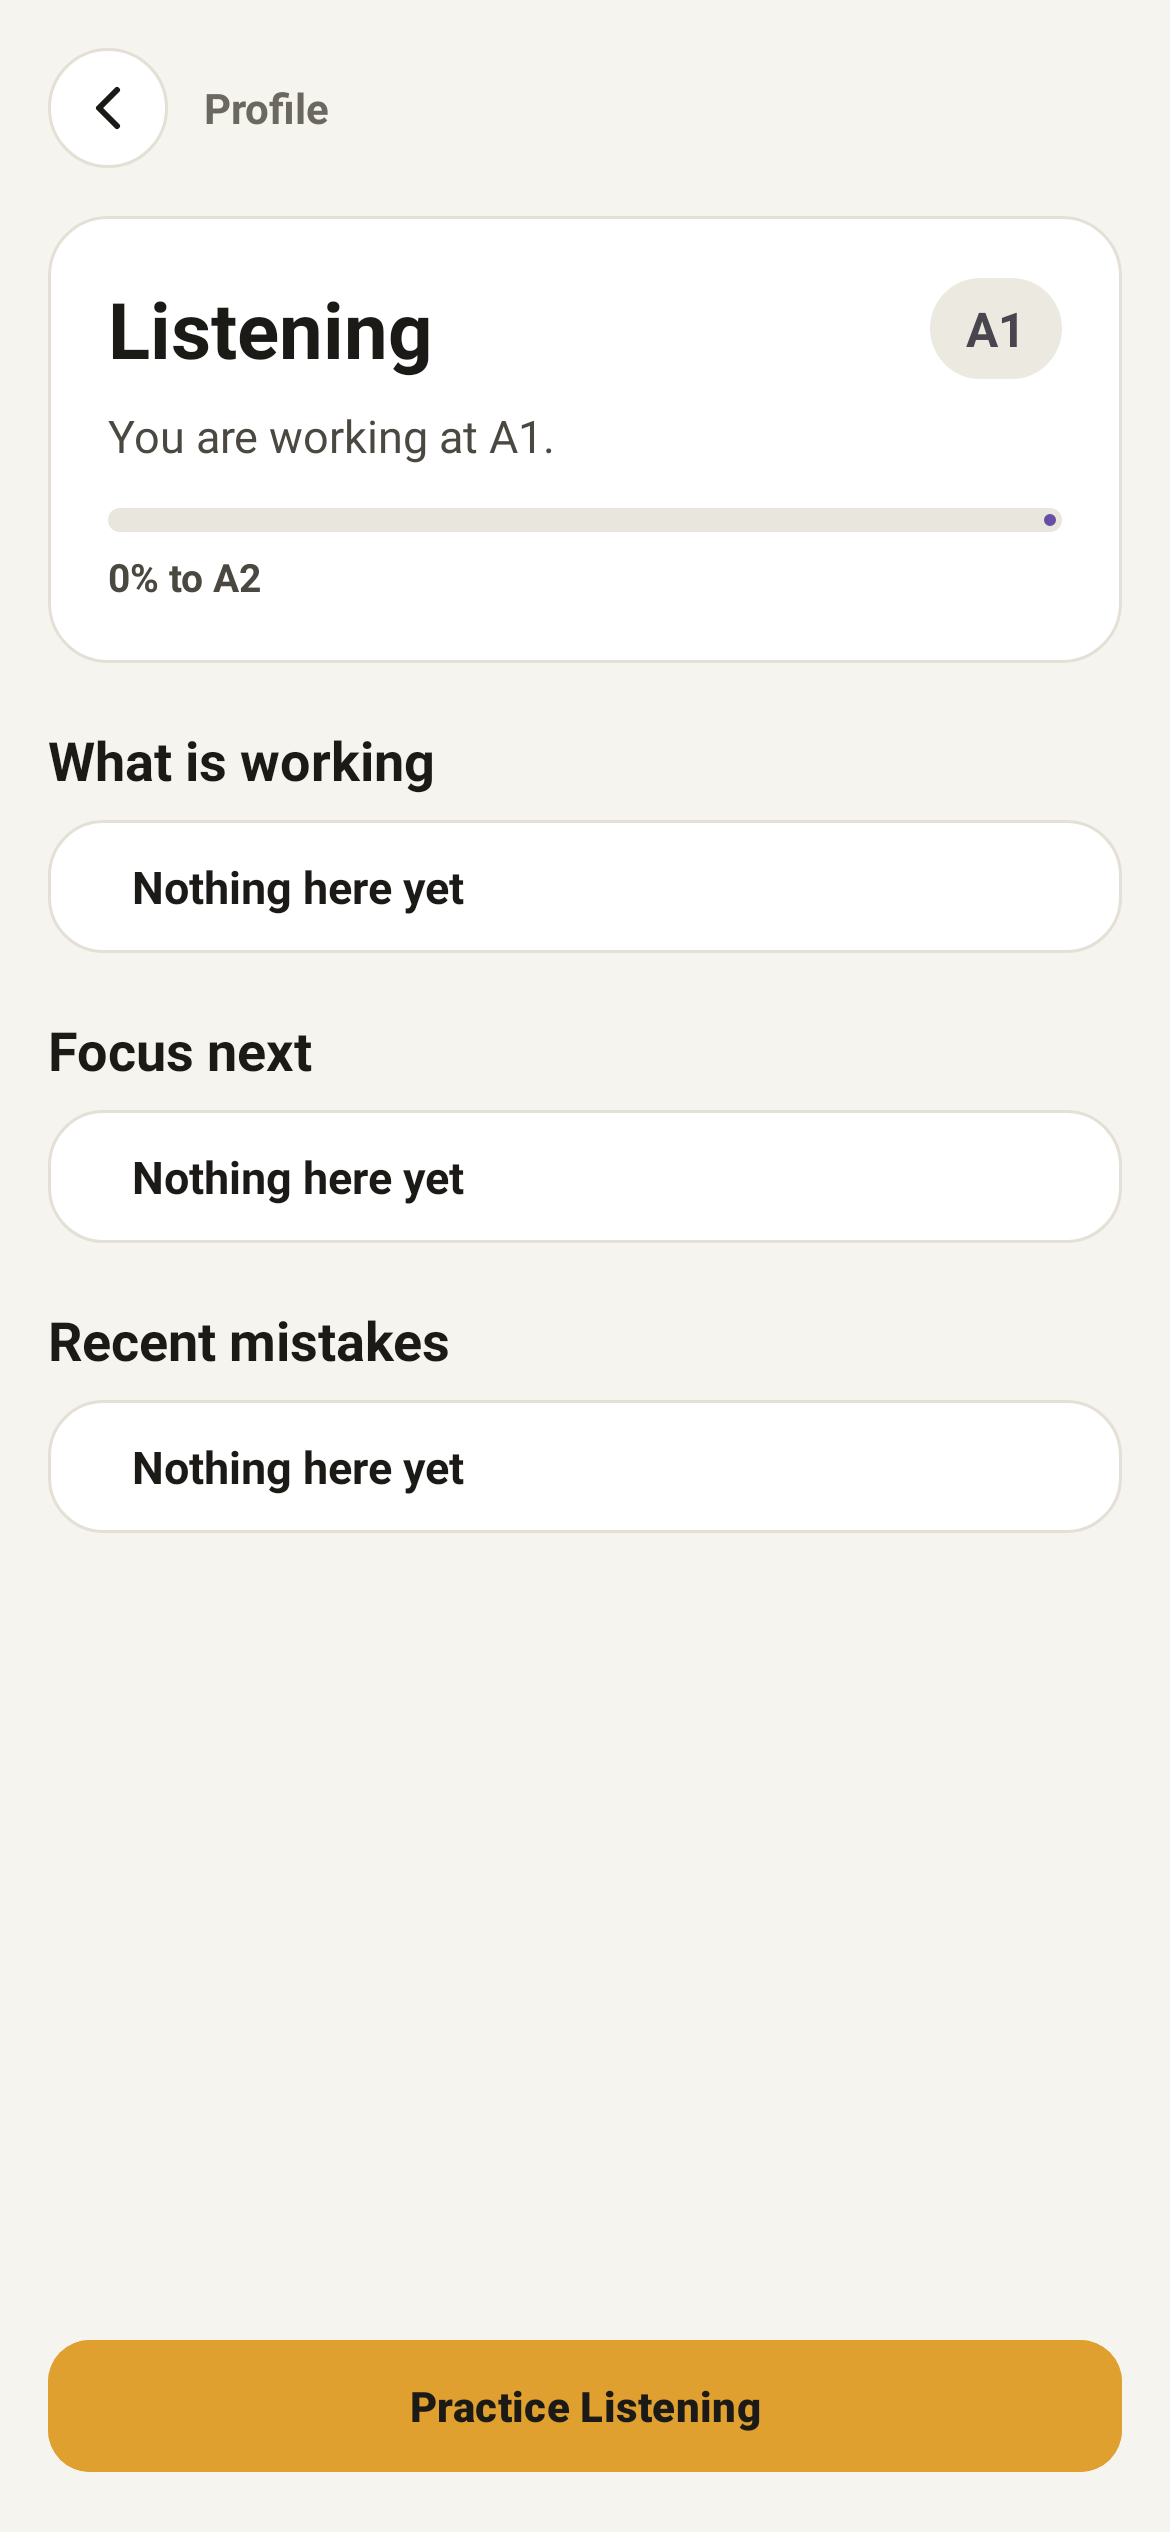 Profile
Listening
A1
You are working at A1.
0% to A2
What is working
Nothing here yet
Focus next
Nothing here yet
Recent mistakes
Nothing here yet
Practice Listening